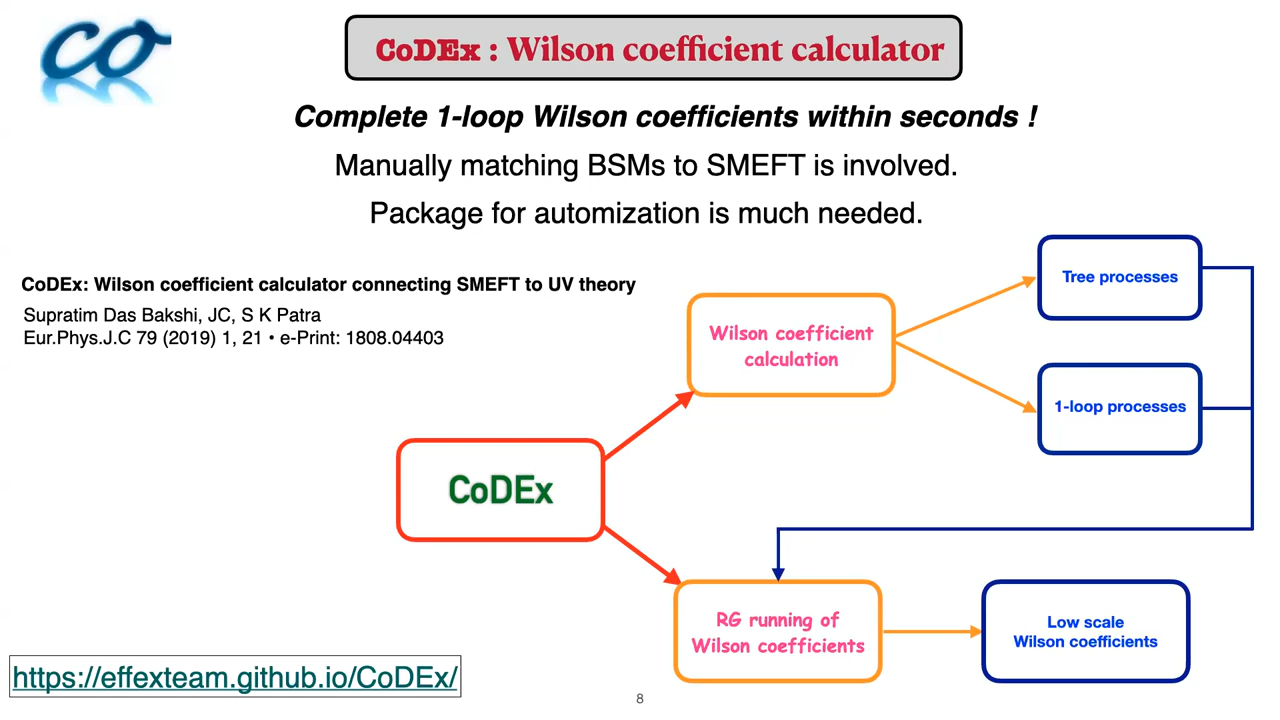 co
CoDEx : Wilson coefficient calculator
Complete 1-loop Wilson coefficients within seconds !
Manually matching BSMs to SMEFT is involved.
Package for automization is much needed.
CoDEx: Wilson coefficient calculator connecting SMEFT to UV theory
Supratim Das Bakshi, JC, S K Patra
Eur.Phys.J.C 79 (2019) 1, 21 • e-Print: 1808.04403
Wilson coefficient
calculation
Tree processes
1-loop processes
CoDEx
RG running of
Wilson coefficients
Low scale
Wilson coefficients
https://effexteam.github.io/CoDEx/
8